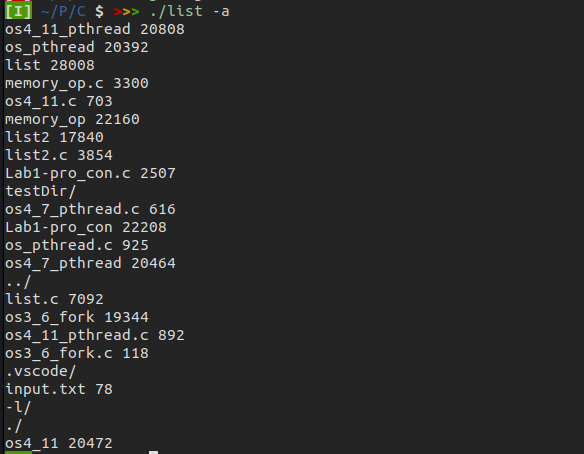 [I] ~/P/C $ >>> ./list -a
os4_11_pthread 20808
os_pthread 20392
list 28008
memory_op.c 3300
os4_11.c 703
memory_op 22160
list2 17840
list2.c 3854
Lab1-pro_con.c 2507
testDir/
os4_7_pthread.c 616
Lab1-pro_con 22208
os_pthread.c 925
os4_7_pthread 20464
../
list.c 7092
os3_6_fork 19344
os4_11_pthread.c 892
os3_6_fork.c 118
.vscode/
input.txt 78
-l/
./
os4_11 20472